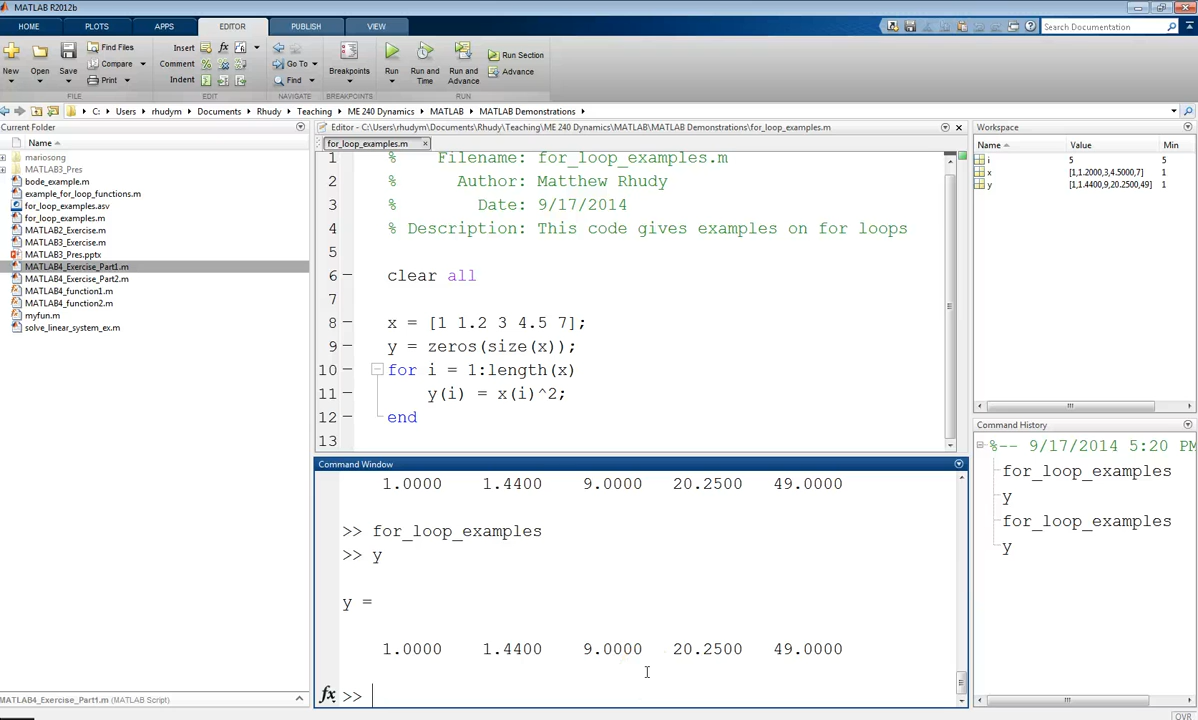 MATLAB R2012b
HOME PLOTS APPS EDITOR PUBLISH VIEW
Search Documentation
New Open Save Find Files Compare Print
Insert Comment Indent fx
Go To Find
Breakpoints Run Run and Time Run and Advance Run Section Advance
FILE EDIT NAVIGATE BREAKPOINTS RUN
C: Users rhudym Documents Rhudy Teaching ME 240 Dynamics MATLAB MATLAB Demonstrations
Current Folder
Name
mariosong
MATLAB3_Pres
bode_example.m
example_for_loop_functions.m
for_loop_examples.asv
for_loop_examples.m
MATLAB2_Exercise.m
MATLAB3_Exercise.m
MATLAB3_Pres.pptx
MATLAB4_Exercise_Part1.m
MATLAB4_Exercise_Part2.m
MATLAB4_function1.m
MATLAB4_function2.m
myfun.m
solve_linear_system_ex.m
MATLAB4_Exercise_Part1.m (MATLAB Script)
Editor - C:\Users\rhudym\Documents\Rhudy\Teaching\ME 240 Dynamics\MATLAB\MATLAB Demonstrations\for_loop_examples.m
for_loop_examples.m
1 % Filename: for_loop_examples.m
2 % Author: Matthew Rhudy
3 % Date: 9/17/2014
4 % Description: This code gives examples on for loops
5
6 clear all
7
8 x = [1 1.2 3 4.5 7];
9 y = zeros(size(x));
10 for i = 1:length(x)
11 y(i) = x(i)^2;
12 end
13
Command Window
1.0000 1.4400 9.0000 20.2500 49.0000
>> for_loop_examples
>> y
y =
1.0000 1.4400 9.0000 20.2500 49.0000
fx >>
Workspace
Name Value Min
i 5 5
x [1,1.2000,3,4.5000,7] 1
y [1,1.4400,9,20.2500,49] 1
Command History
%-- 9/17/2014 5:20 PM
for_loop_examples
y
for_loop_examples
y
OVR